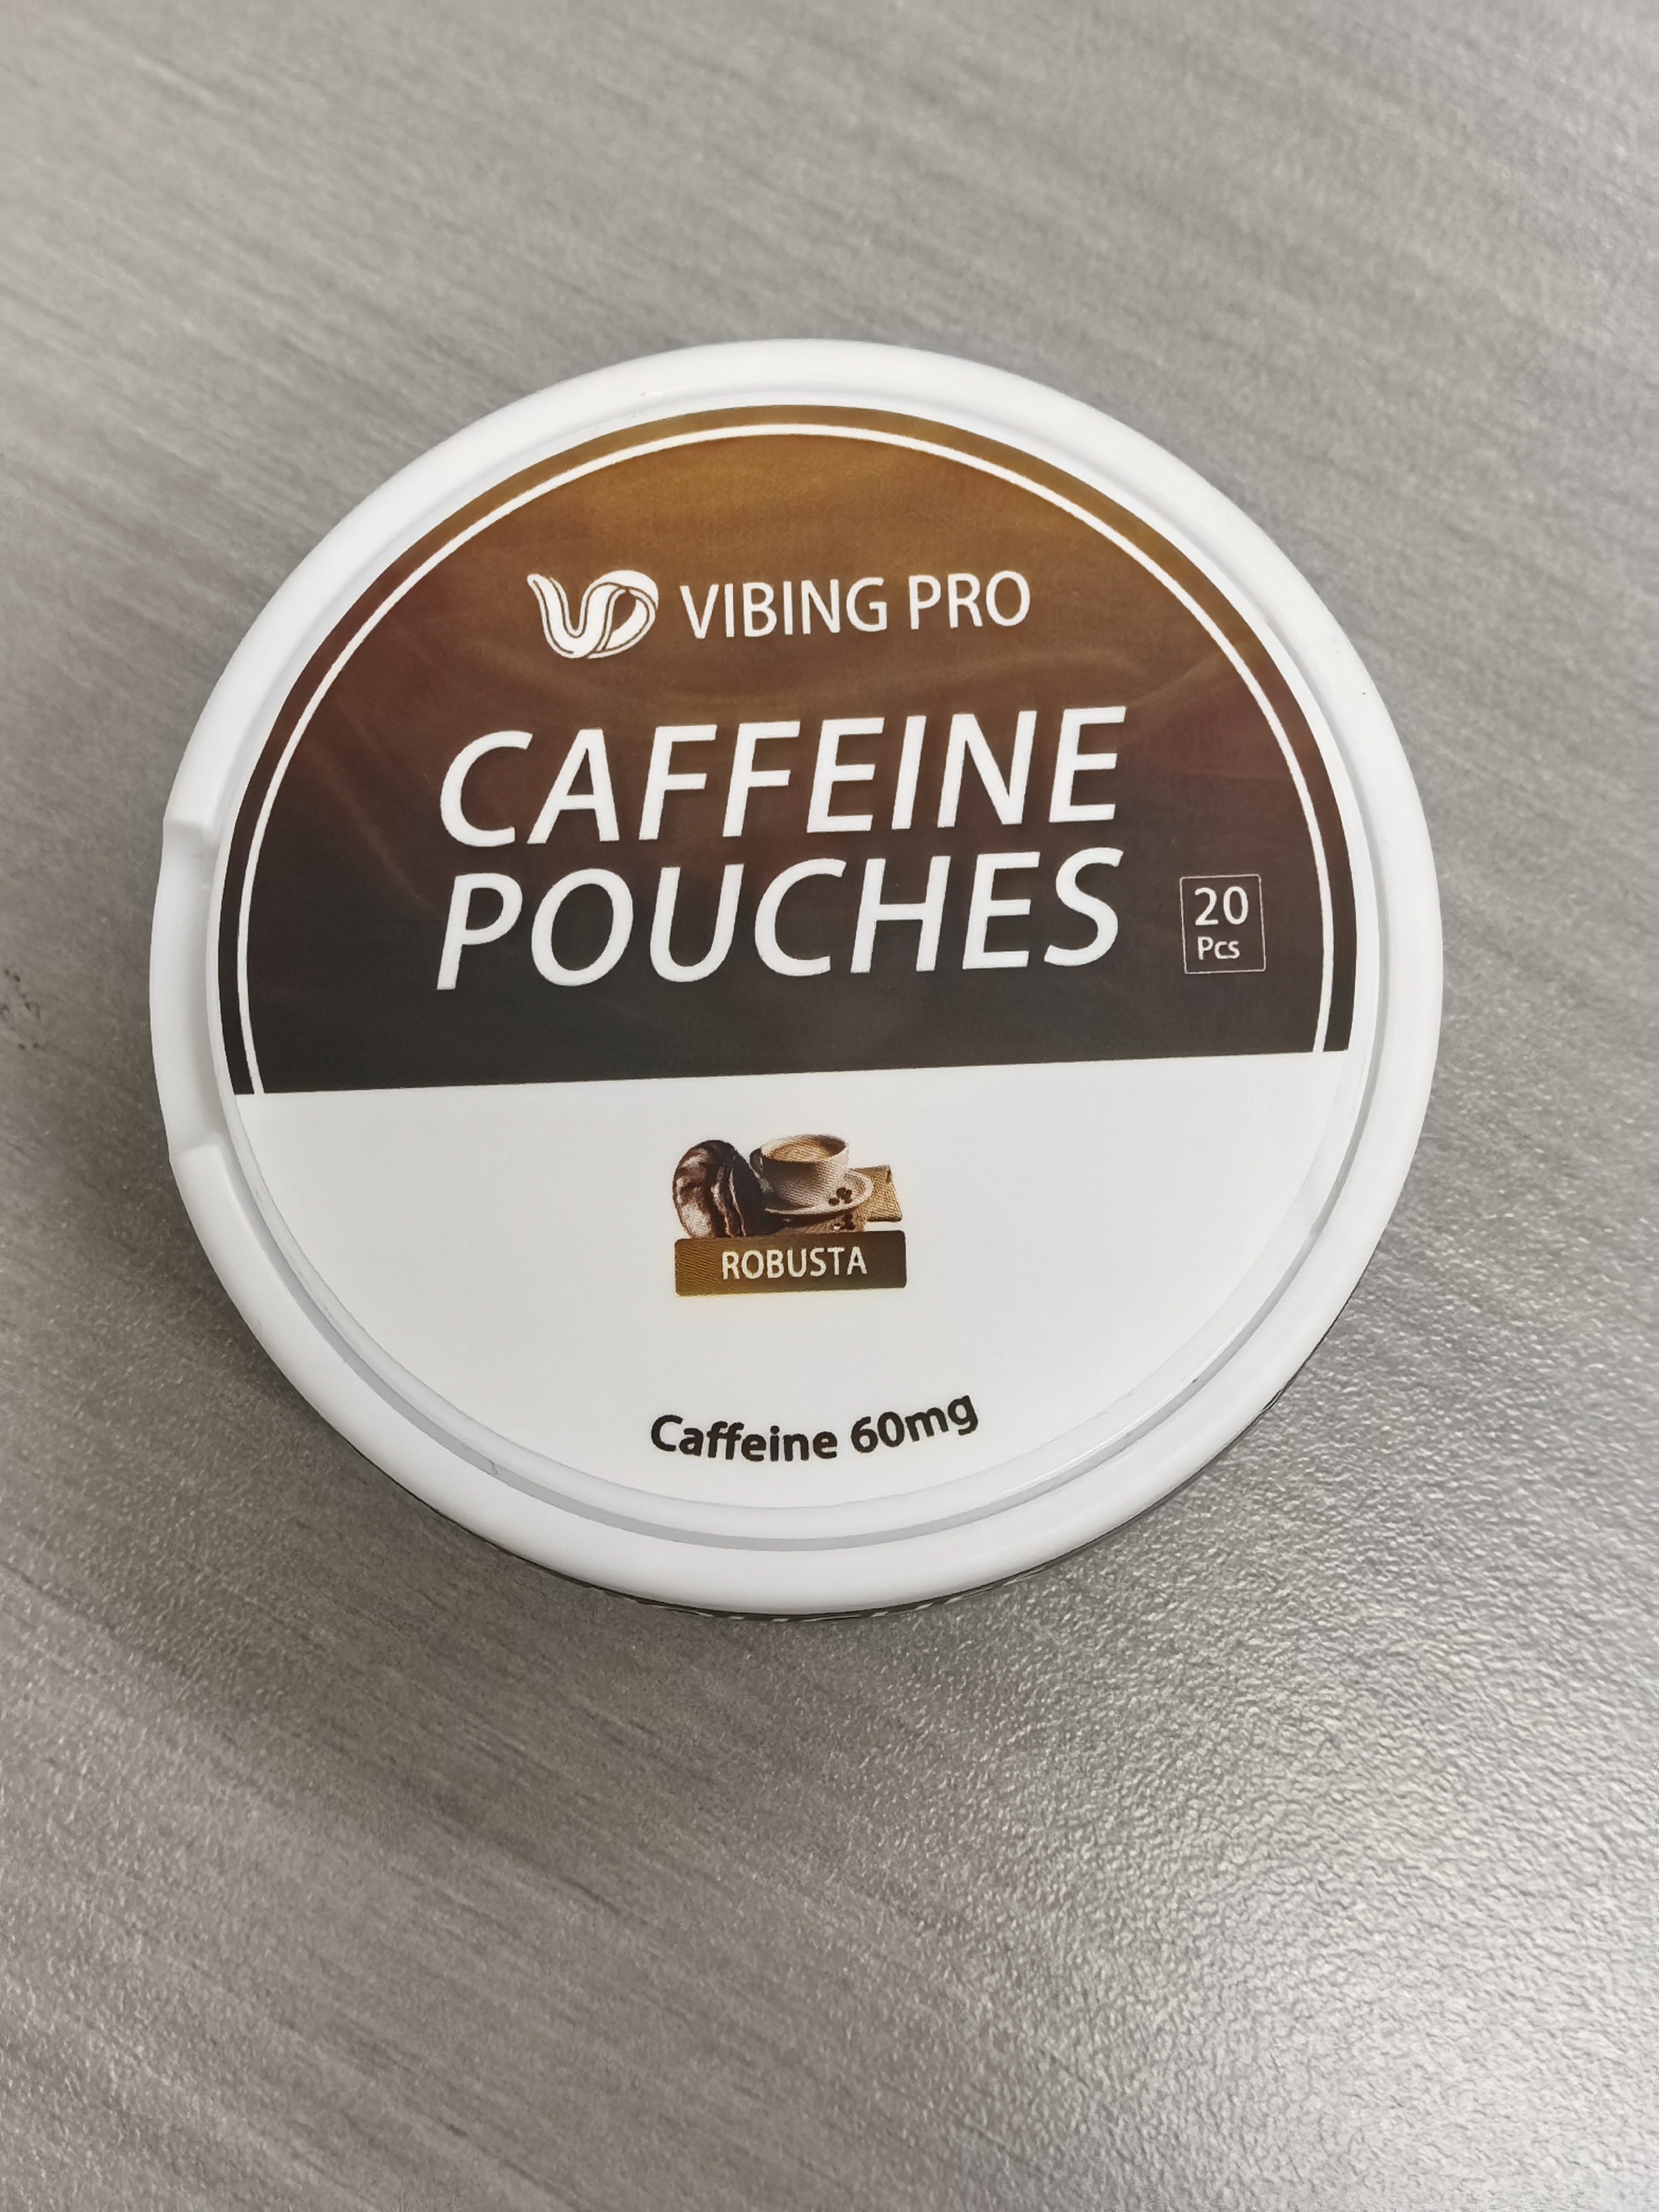 VIBING PRO
CAFFEINE
POUCHES
20
Pcs
ROBUSTA
Caffeine 60mg